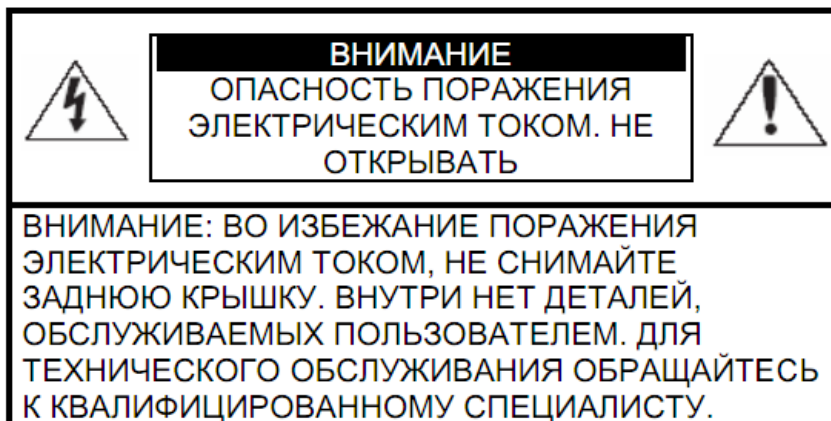 ВНИМАНИЕ
ОПАСНОСТЬ ПОРАЖЕНИЯ
ЭЛЕКТРИЧЕСКИМ ТОКОМ. НЕ
ОТКРЫВАТЬ
ВНИМАНИЕ: ВО ИЗБЕЖАНИЕ ПОРАЖЕНИЯ
ЭЛЕКТРИЧЕСКИМ ТОКОМ, НЕ СНИМАЙТЕ
ЗАДНЮЮ КРЫШКУ. ВНУТРИ НЕТ ДЕТАЛЕЙ,
ОБСЛУЖИВАЕМЫХ ПОЛЬЗОВАТЕЛЕМ. ДЛЯ
ТЕХНИЧЕСКОГО ОБСЛУЖИВАНИЯ ОБРАЩАЙТЕСЬ
К КВАЛИФИЦИРОВАННОМУ СПЕЦИАЛИСТУ.